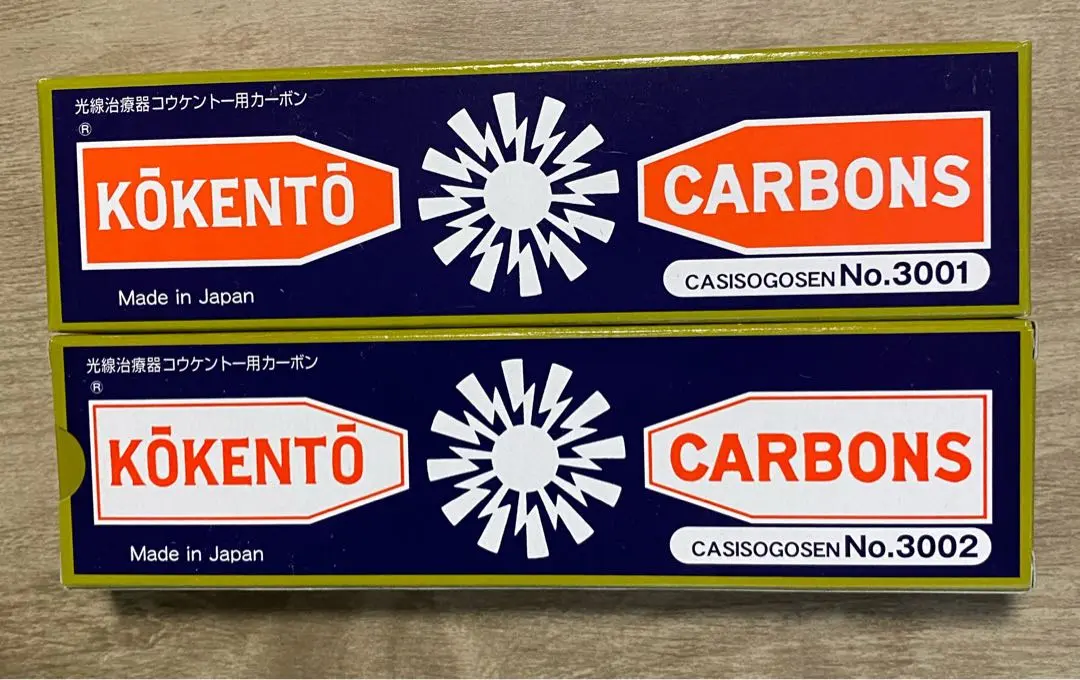 光線治療器コウケントー用カーボン
®
KŌKENTŌ
CARBONS
CASISOGOSEN No.3001
Made in Japan
光線治療器コウケントー用カーボン
®
KŌKENTŌ
CARBONS
CASISOGOSEN No.3002
Made in Japan